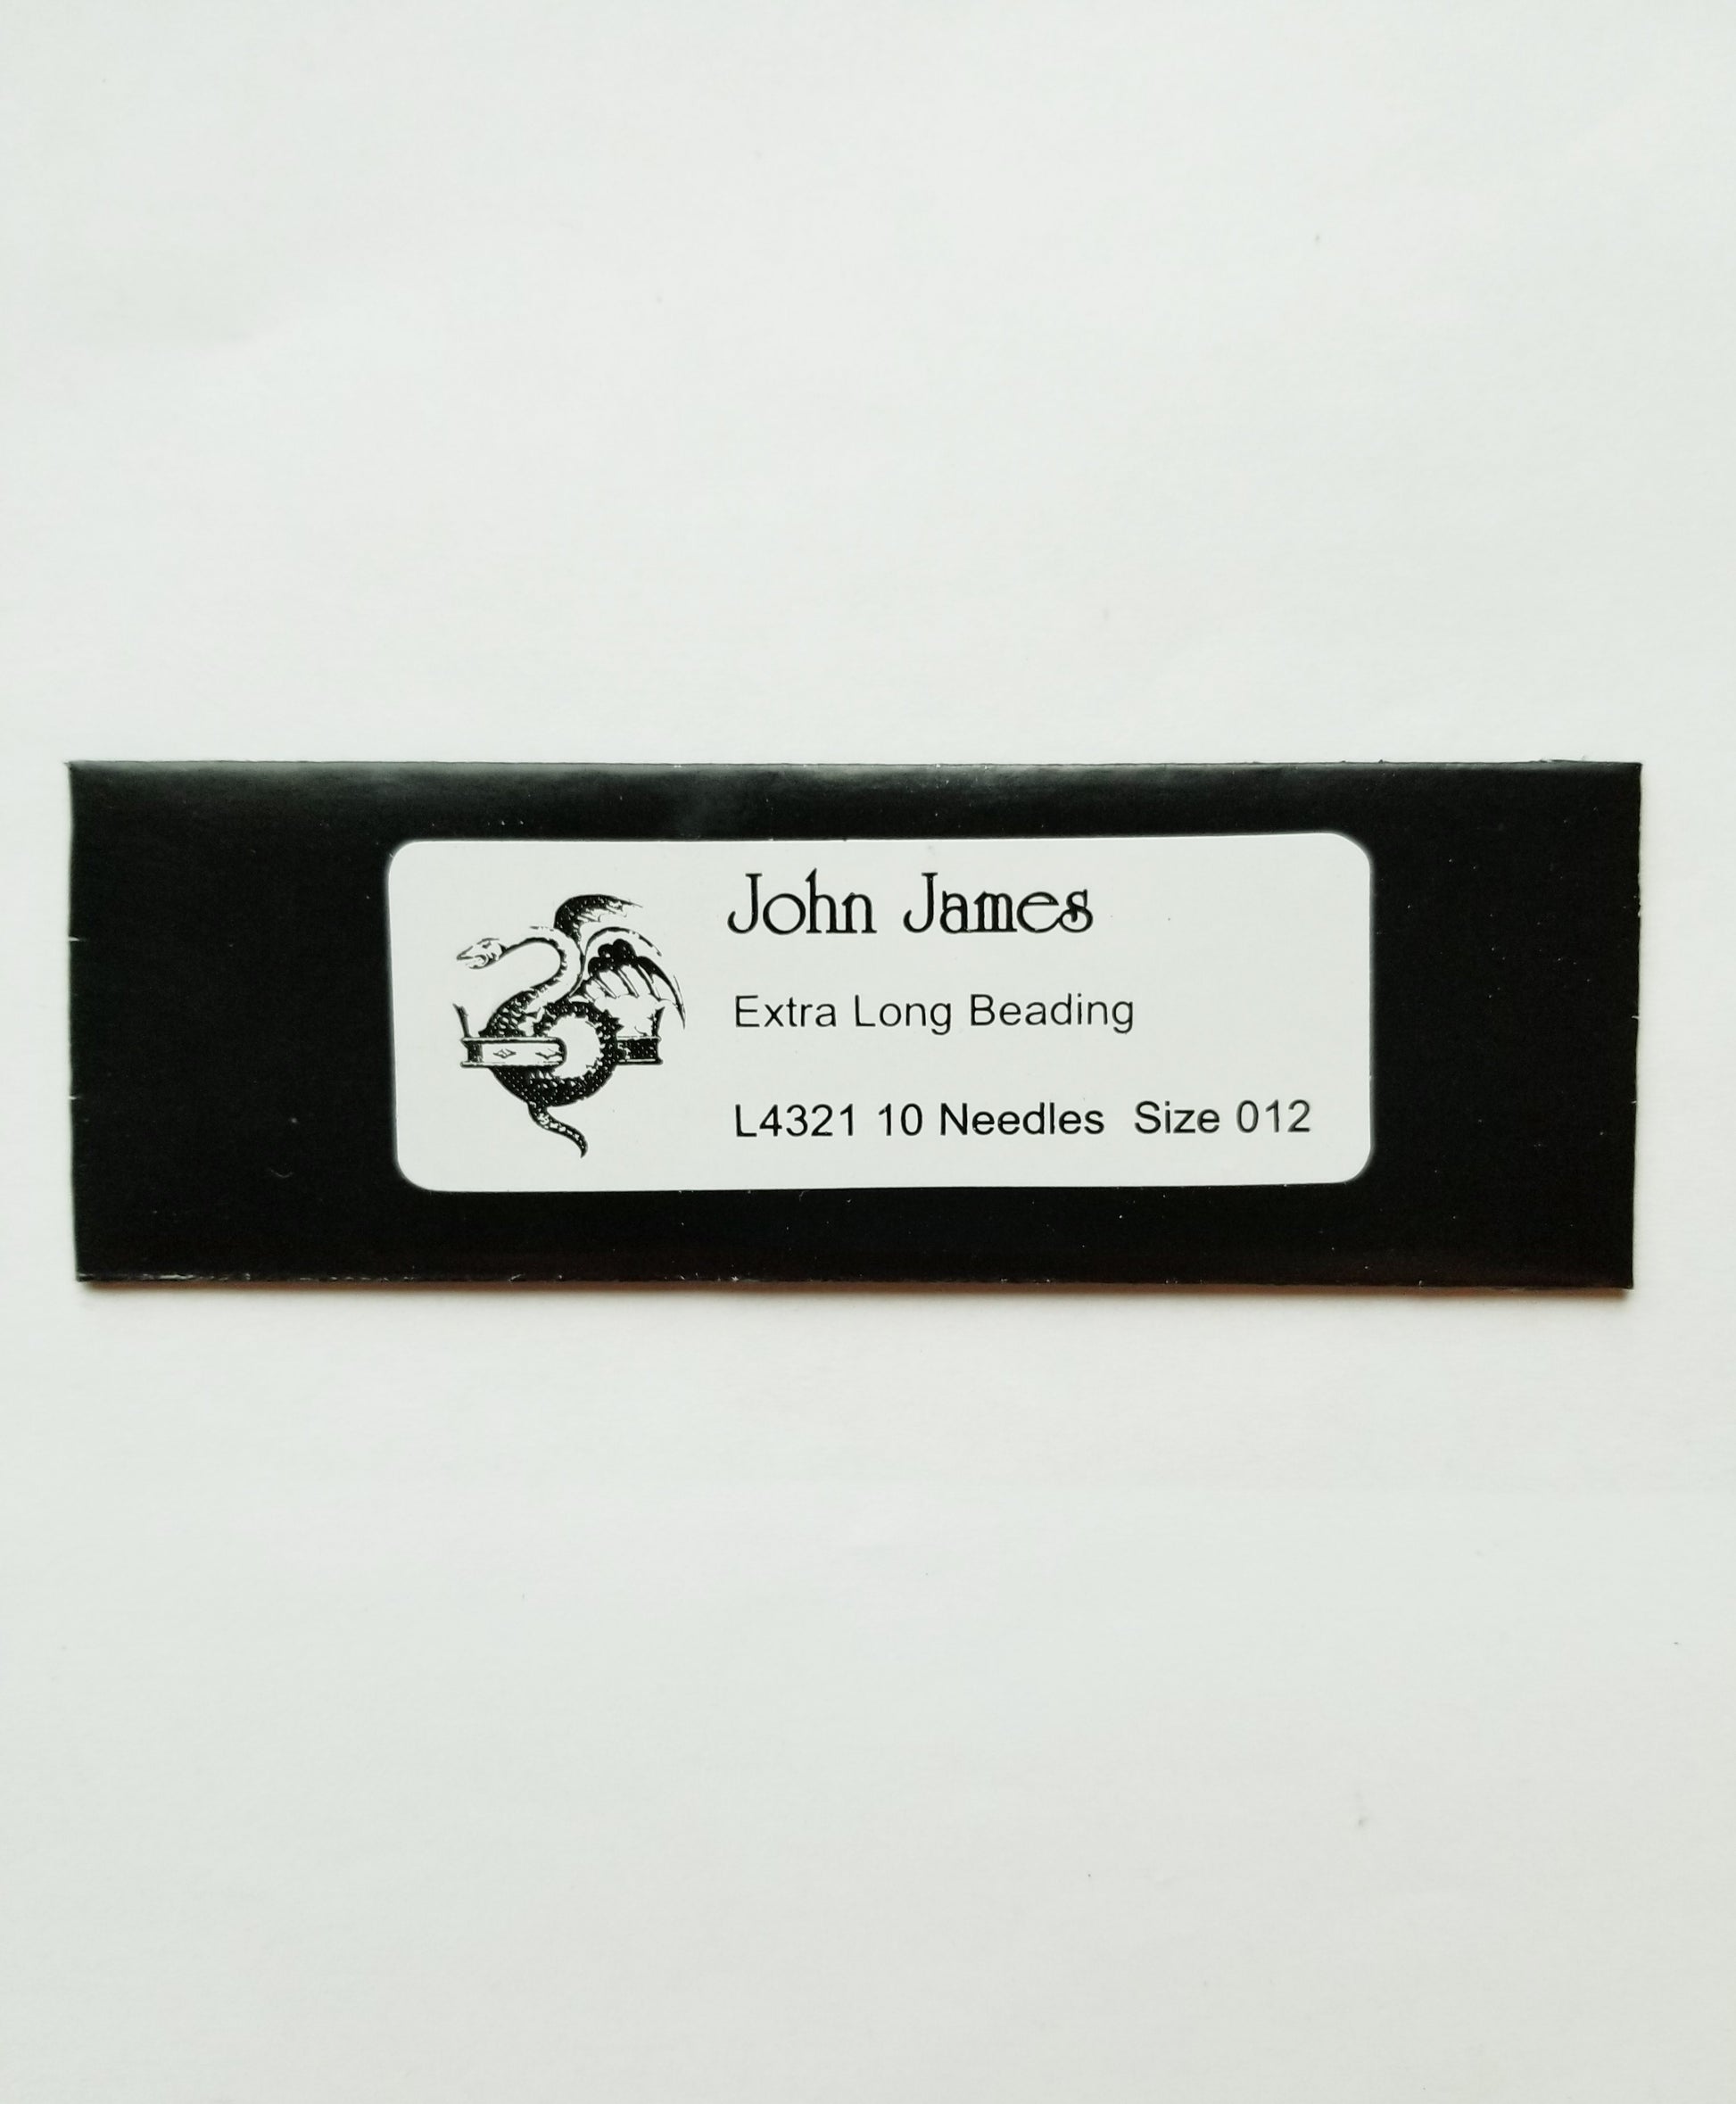 John James
Extra Long Beading
L4321 10 Needles Size 012